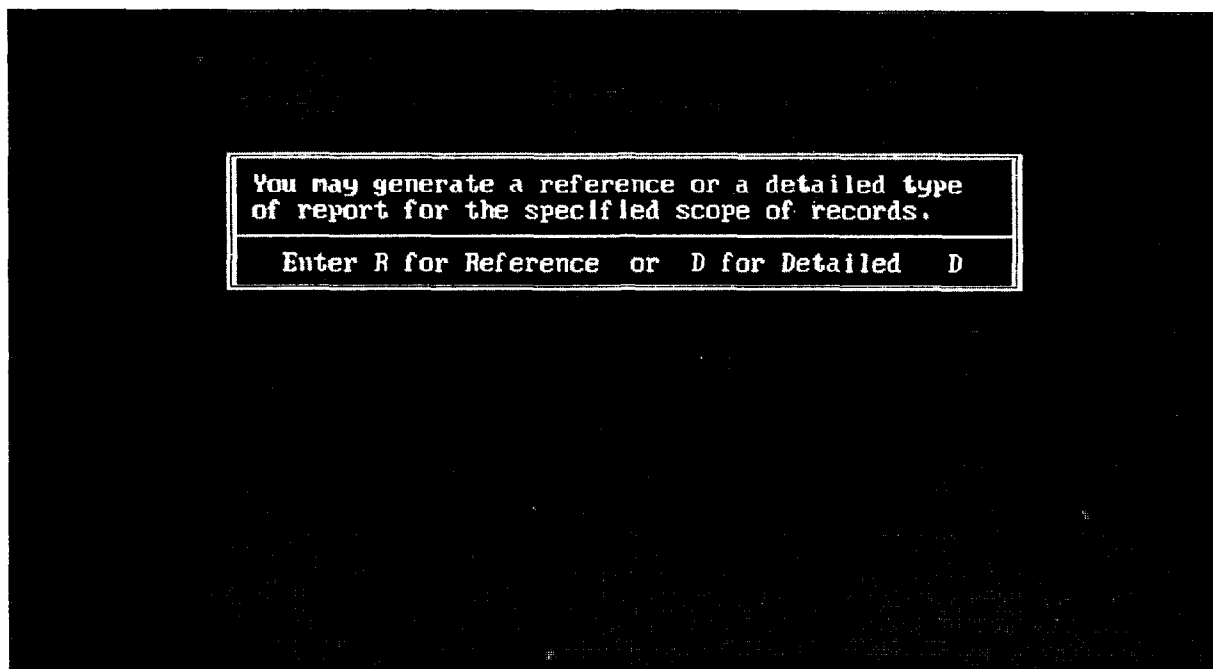 You may generate a reference or a detailed type
of report for the specified scope of records.
Enter R for Reference or D for Detailed D